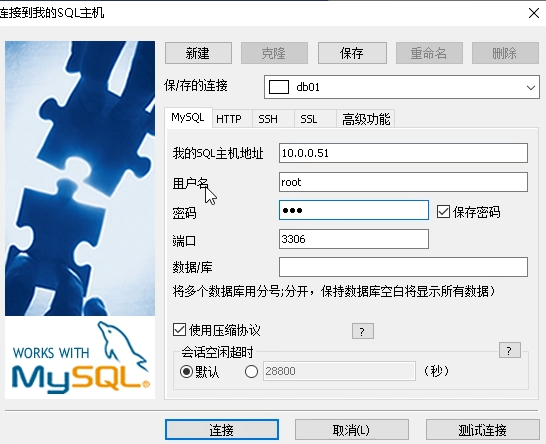 连接到我的SQL主机
新建 克隆 保存 重命名 删除
保/存的连接 db01
MySQL HTTP SSH SSL 高级功能
我的SQL主机地址 10.0.0.51
用户名 root
密码 ●●● 保存密码
端口 3306
数据/库
将多个数据库用分号;分开，保持数据库空白将显示所有数据）
使用压缩协议 ?
会话空闲超时 ?
默认 28800 （秒）
WORKS WITH
MySQL®
连接 取消(L) 测试连接